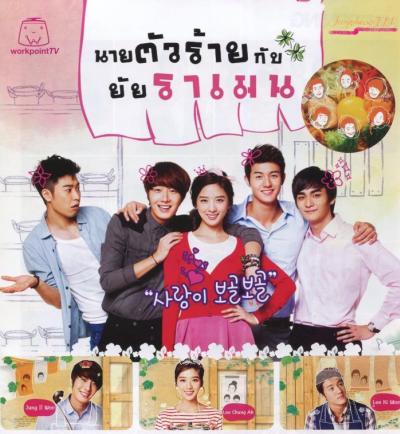 workpointTV
นายตัวร้ายกับ
ยัยราเมน
"사랑이 보글보글"
Jung Il Woo
Lee Chung Ah
Lee Ki Woo